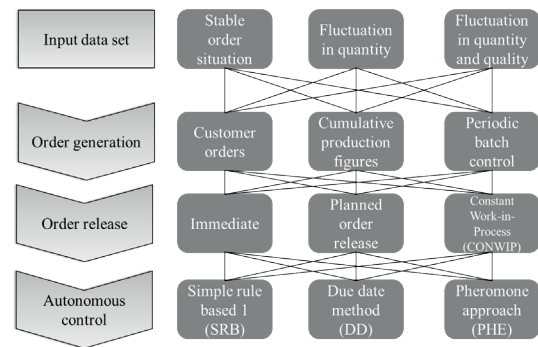 Input data set
Stable
order
situation
Fluctuation
in quantity
Fluctuation
in quantity
and quality
Order generation
Customer
orders
Cumulative
production
figures
Periodic
batch
control
Order release
Immediate
Planned
order
release
Constant
Work-in-
Process
(CONWIP)
Autonomous
control
Simple rule
based 1
(SRB)
Due date
method
(DD)
Pheromone
approach
(PHE)